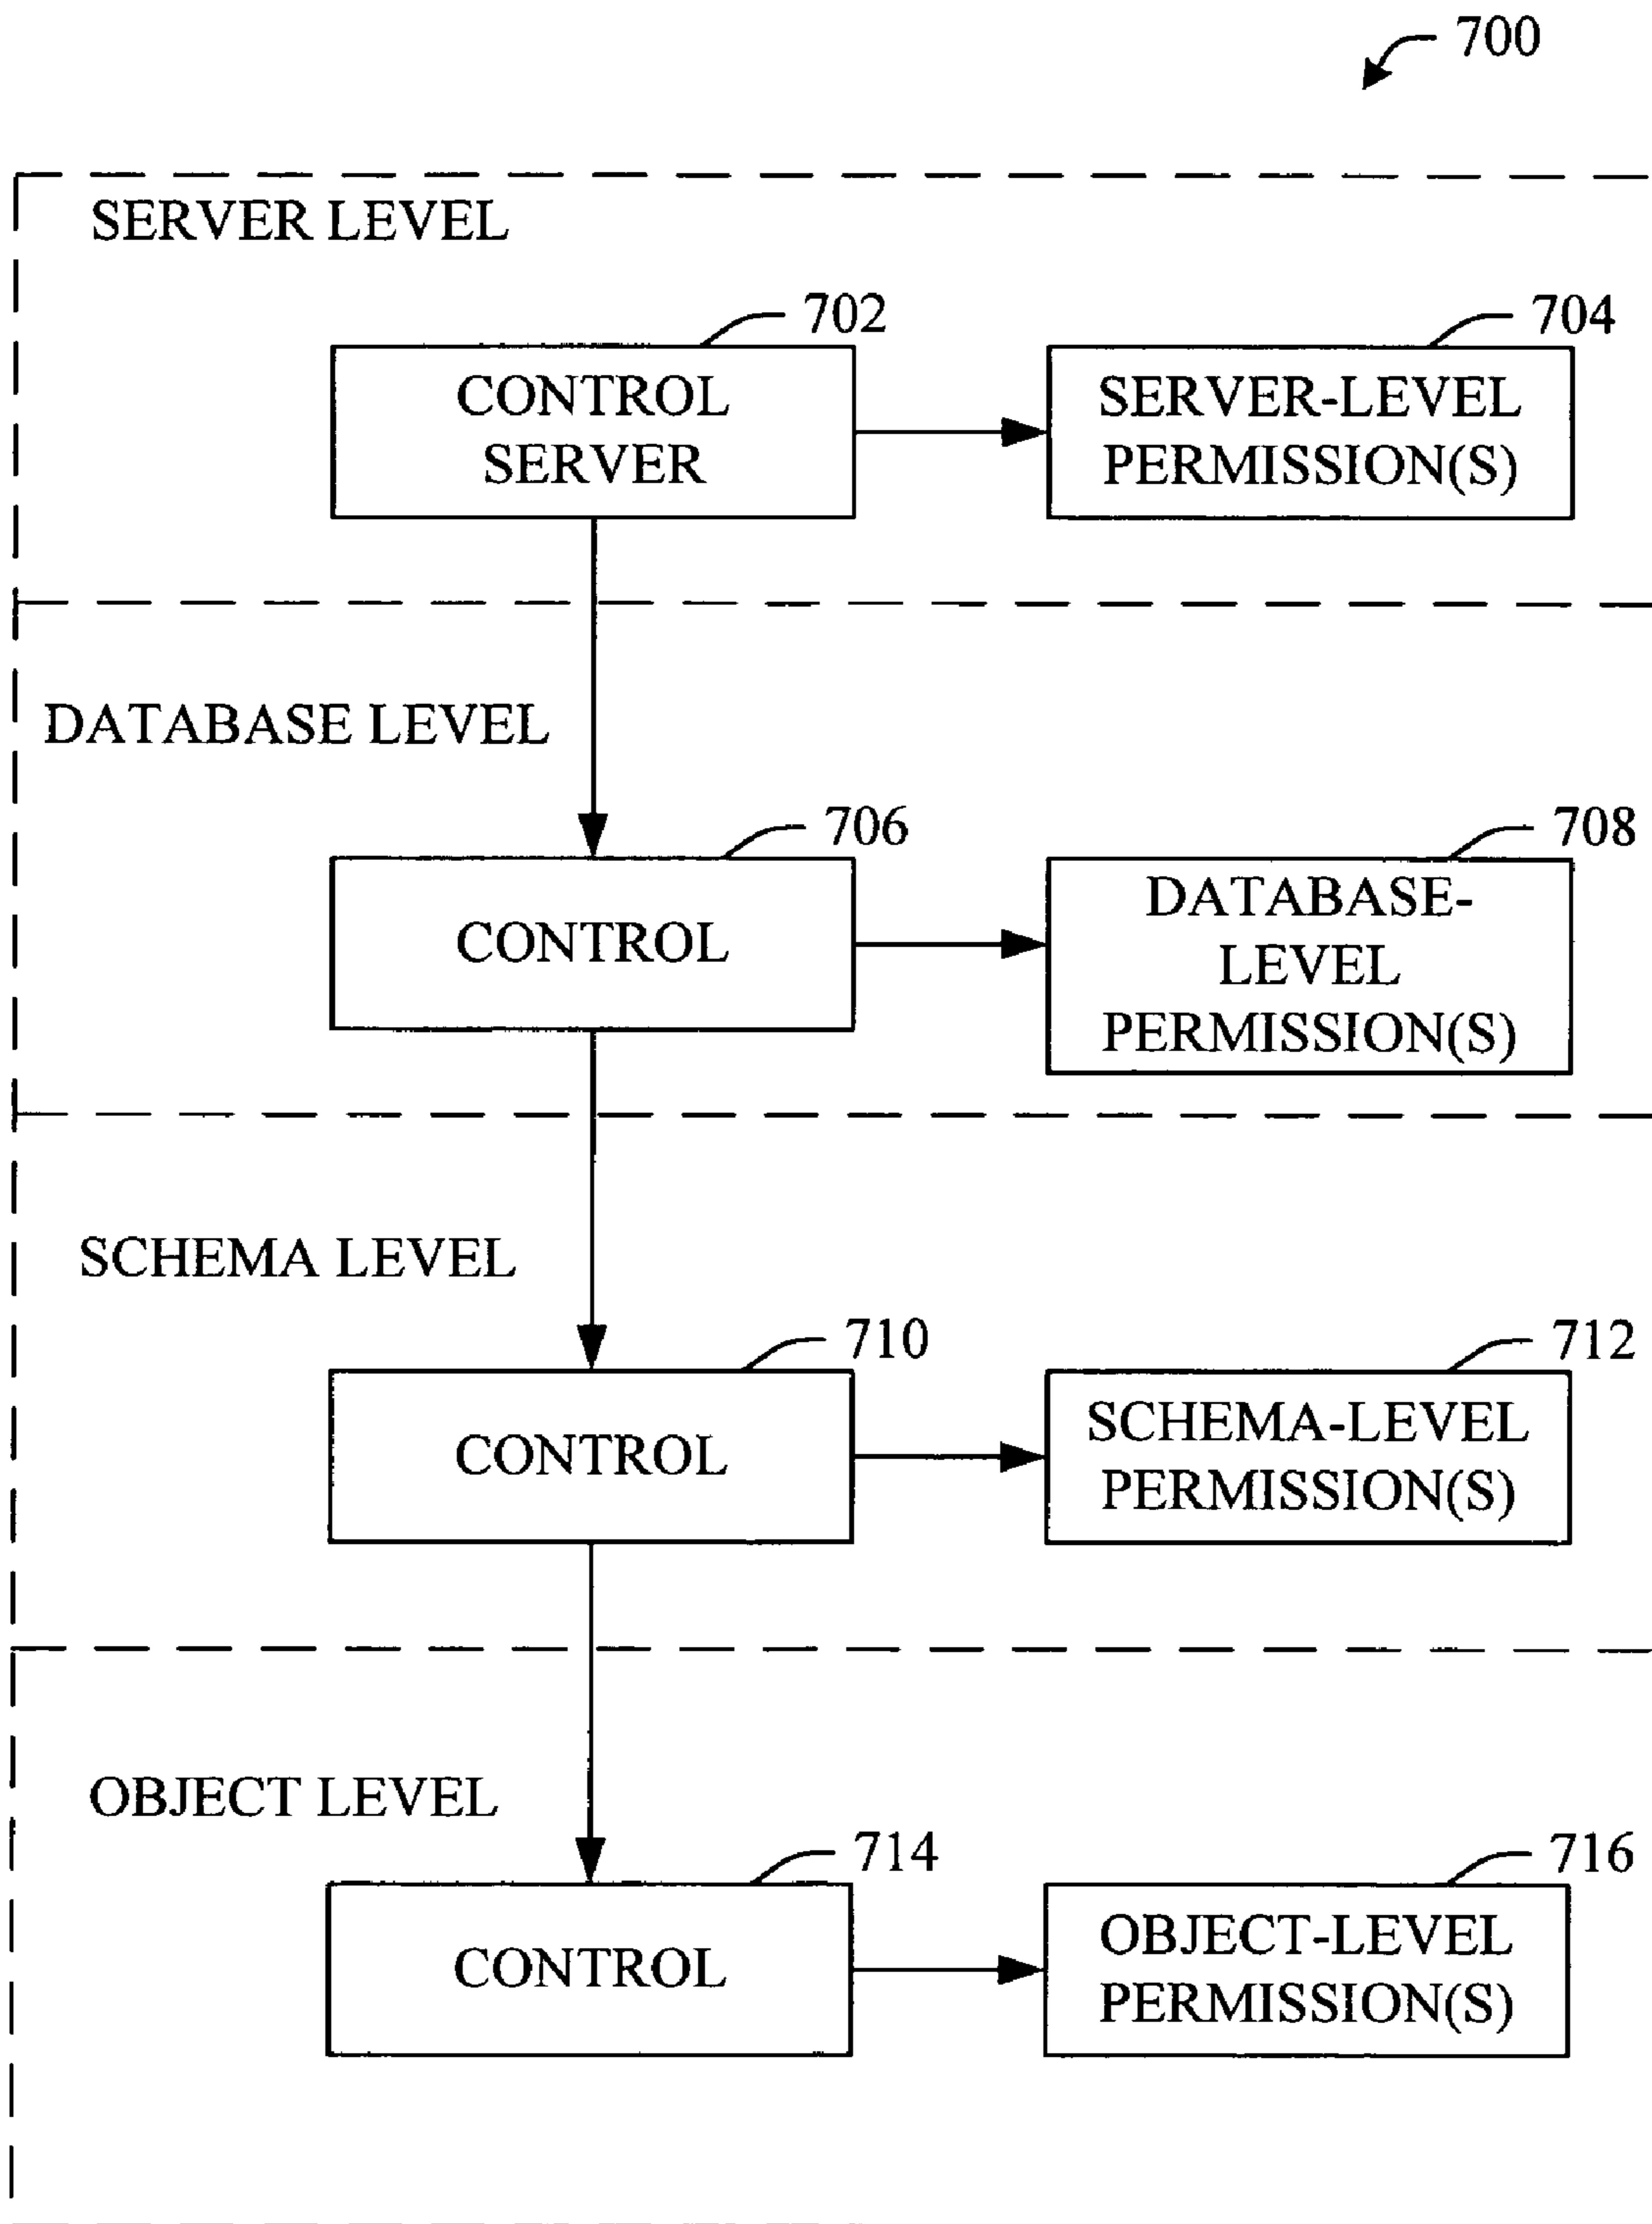 700
SERVER LEVEL
702
704
CONTROL
SERVER
SERVER-LEVEL
PERMISSION(S)
DATABASE LEVEL
706
708
CONTROL
DATABASE-
LEVEL
PERMISSION(S)
SCHEMA LEVEL
710
712
CONTROL
SCHEMA-LEVEL
PERMISSION(S)
OBJECT LEVEL
714
716
CONTROL
OBJECT-LEVEL
PERMISSION(S)